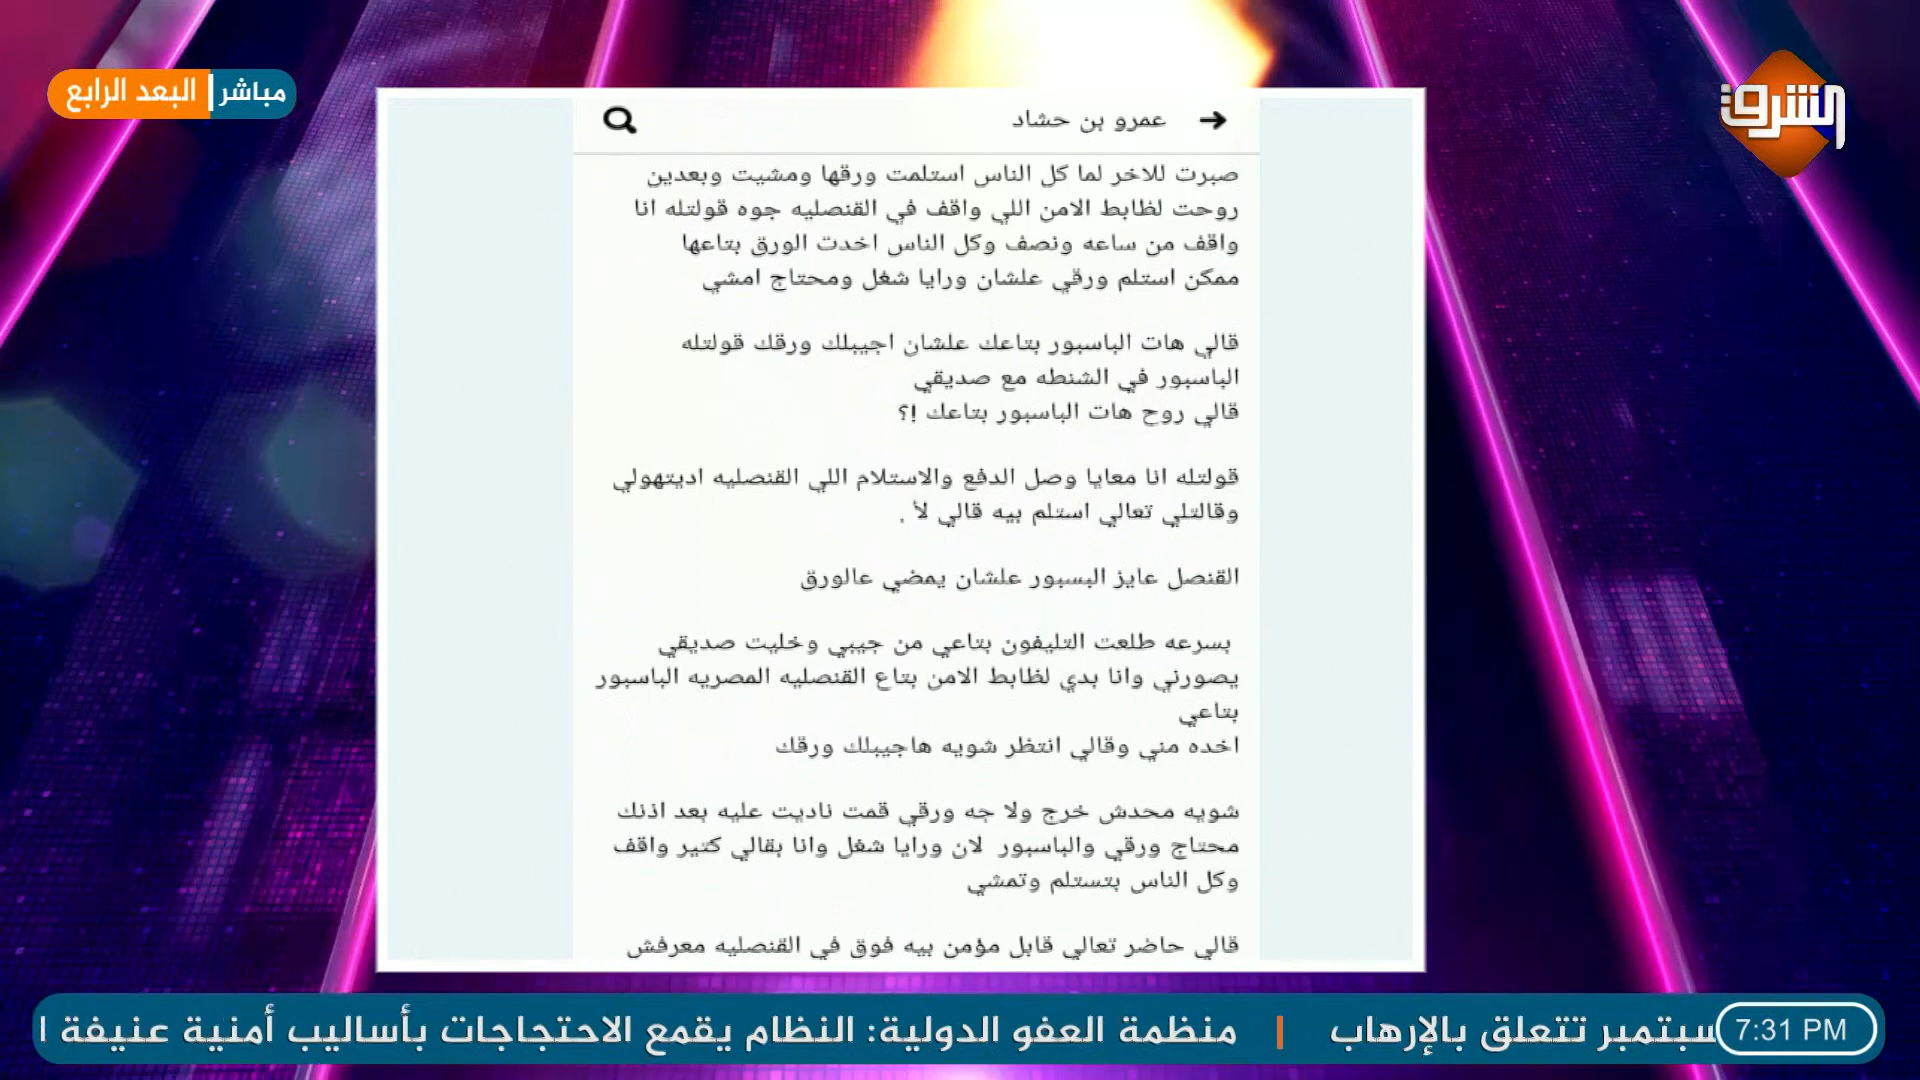 مباشر | البعد الرابع
الشرق
عمرو بن حشاد
صبرت للاخر لما كل الناس استلمت ورقها ومشيت وبعدين
روحت لظابط الامن اللي واقف في القنصليه جوه قولتله انا
واقف من ساعه ونصف وكل الناس اخدت الورق بتاعها
ممكن استلم ورقي علشان ورايا شغل ومحتاج امشي
قالي هات الباسبور بتاعك علشان اجيبلك ورقك قولتله
الباسبور في الشنطه مع صديقي
قالي روح هات الباسبور بتاعك !؟
قولتله انا معايا وصل الدفع والاستلام اللي القنصليه اديتهولي
وقالتلي تعالي استلم بيه قالي لأ .
القنصل عايز البسبور علشان يمضي عالورق
بسرعه طلعت التليفون بتاعي من جيبي وخليت صديقي
يصورني وانا بدي لظابط الامن بتاع القنصليه المصريه الباسبور
بتاعي
اخده مني وقالي انتظر شويه هاجيبلك ورقك
شويه محدش خرج ولا جه ورقي قمت ناديت عليه بعد اذنك
محتاج ورقي والباسبور لان ورايا شغل وانا بقالي كتير واقف
وكل الناس بتستلم وتمشي
قالي حاضر تعالي قابل مؤمن بيه فوق في القنصليه معرفش
سبتمبر تتعلق بالإرهاب | منظمة العفو الدولية: النظام يقمع الاحتجاجات بأساليب أمنية عنيفة
7:31 PM